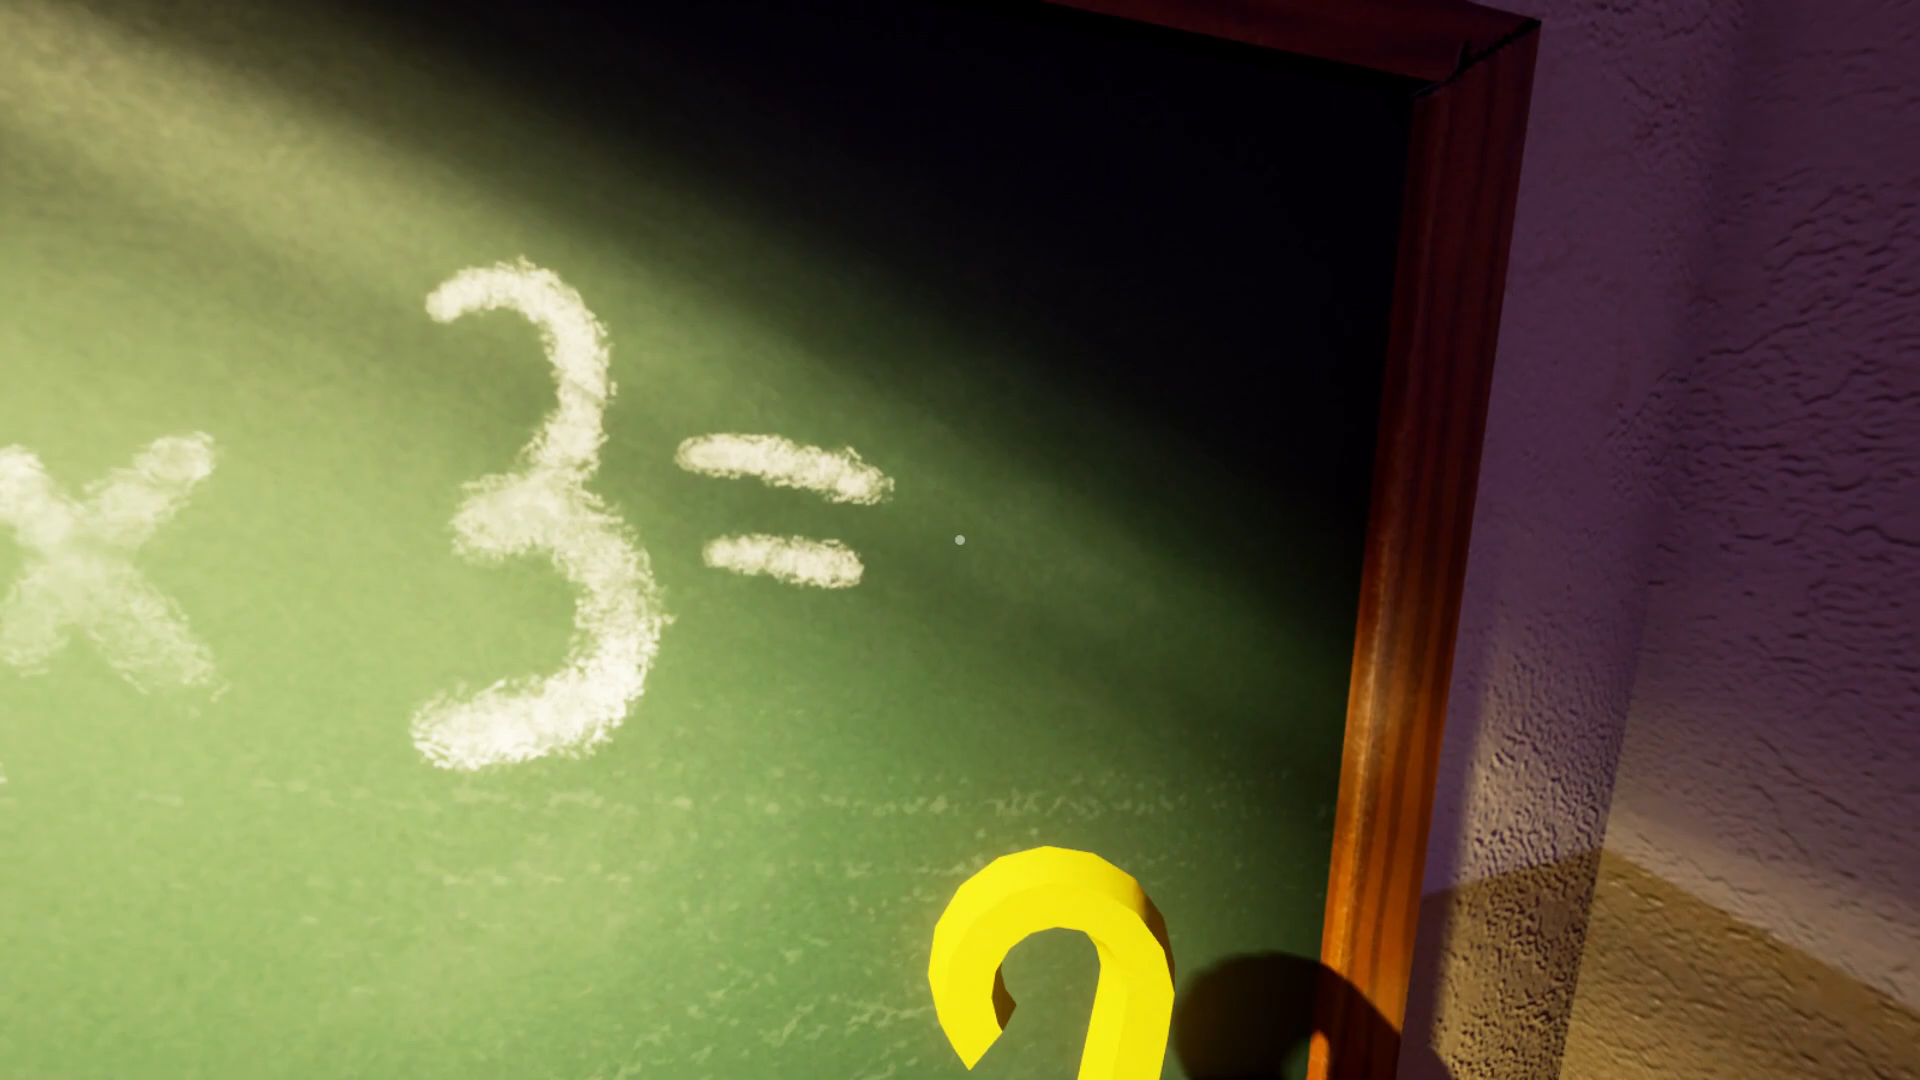 x 3 =
?